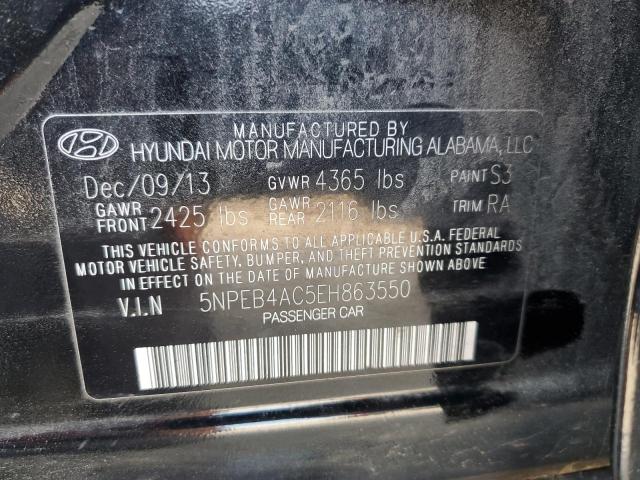 MANUFACTURED BY
HYUNDAI MOTOR MANUFACTURING ALABAMA, LLC
Dec/09/13 GVWR 4365 lbs PAINT S3
GAWR FRONT 2425 lbs GAWR REAR 2116 lbs TRIM RA
THIS VEHICLE CONFORMS TO ALL APPLICABLE U.S.A. FEDERAL
MOTOR VEHICLE SAFETY, BUMPER, AND THEFT PREVENTION STANDARDS
IN EFFECT ON THE DATE OF MANUFACTURE SHOWN ABOVE.
V.I.N 5NPEB4AC5EH863550
PASSENGER CAR